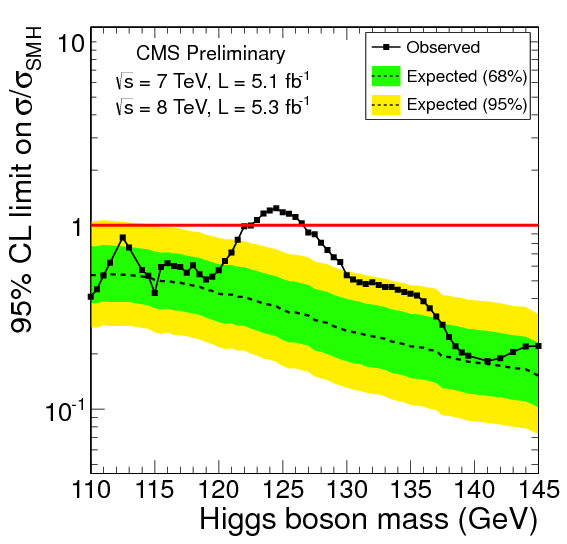 95% CL limit on σ/σSMH
10
1
10⁻¹
CMS Preliminary
√s = 7 TeV, L = 5.1 fb⁻¹
√s = 8 TeV, L = 5.3 fb⁻¹
Observed
Expected (68%)
Expected (95%)
110 115 120 125 130 135 140 145
Higgs boson mass (GeV)